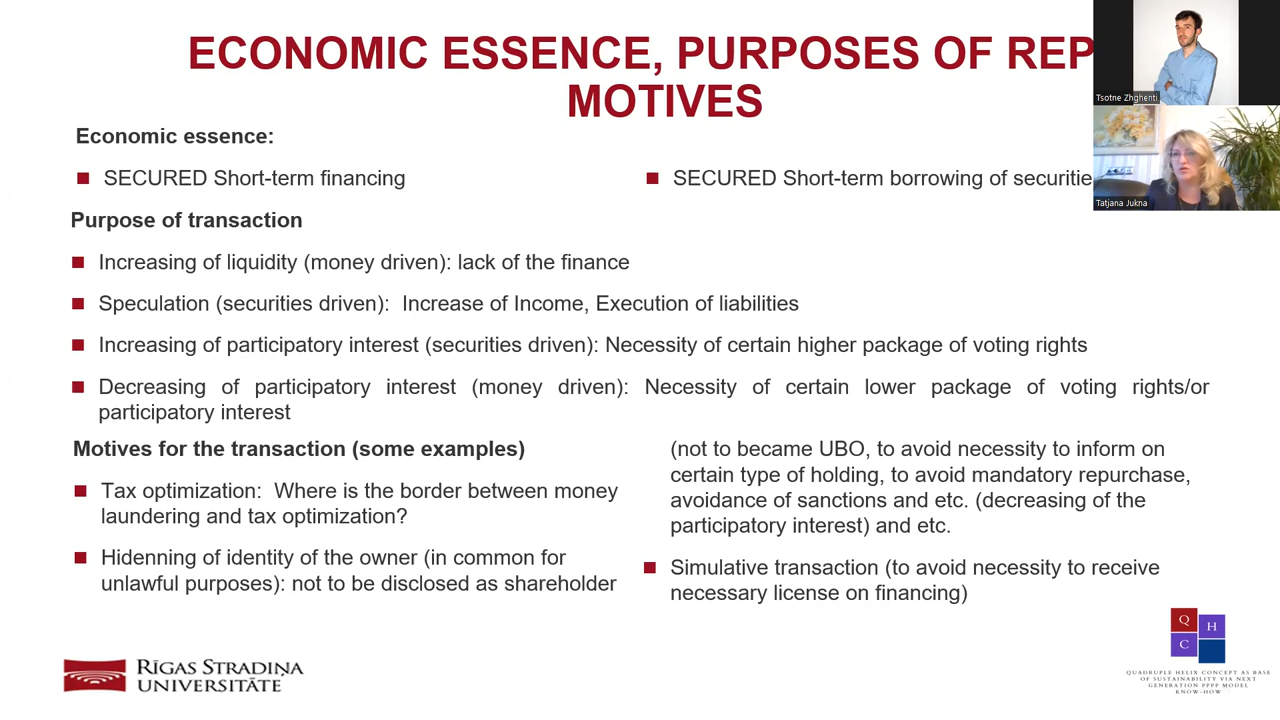 ECONOMIC ESSENCE, PURPOSES OF REP
MOTIVES
Economic essence:
SECURED Short-term financing
SECURED Short-term borrowing of securitie
Purpose of transaction
Increasing of liquidity (money driven): lack of the finance
Speculation (securities driven): Increase of Income, Execution of liabilities
Increasing of participatory interest (securities driven): Necessity of certain higher package of voting rights
Decreasing of participatory interest (money driven): Necessity of certain lower package of voting rights/or
participatory interest
Motives for the transaction (some examples)
Tax optimization: Where is the border between money
laundering and tax optimization?
Hidenning of identity of the owner (in common for
unlawful purposes): not to be disclosed as shareholder
(not to became UBO, to avoid necessity to inform on
certain type of holding, to avoid mandatory repurchase,
avoidance of sanctions and etc. (decreasing of the
participatory interest) and etc.
Simulative transaction (to avoid necessity to receive
necessary license on financing)
Tsotne Zhghenti
Tatjana Jukna
RĪGAS STRADIŅA
UNIVERSITĀTE
Q
H
C
QUADRUPLE HELIX CONCEPT AS BASE
OF SUSTAINABILITY VIA NEXT
GENERATION PPPP MODEL
KNOW-HOW